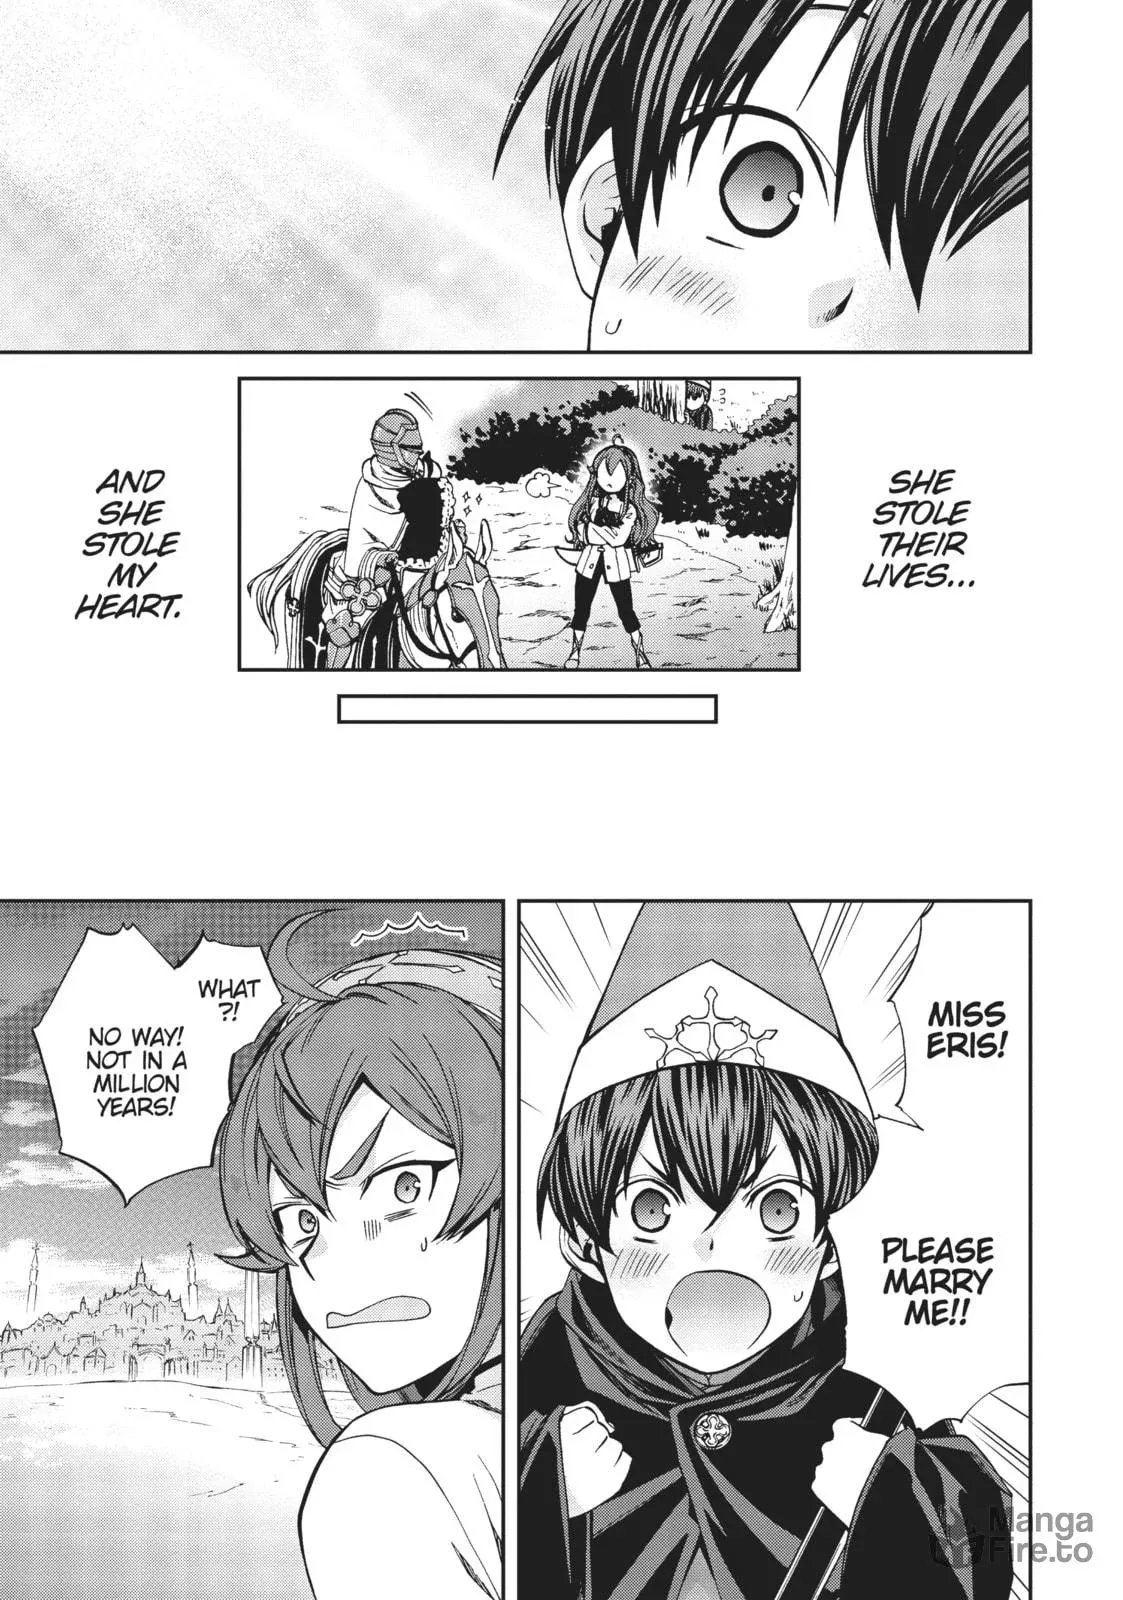 SHE
STOLE
THEIR
LIVES...
AND
SHE
STOLE
MY
HEART.
MISS
ERIS!
PLEASE
MARRY
ME!!
WHAT
?!
NO WAY!
NOT IN A
MILLION
YEARS!
Manga
Fire.to